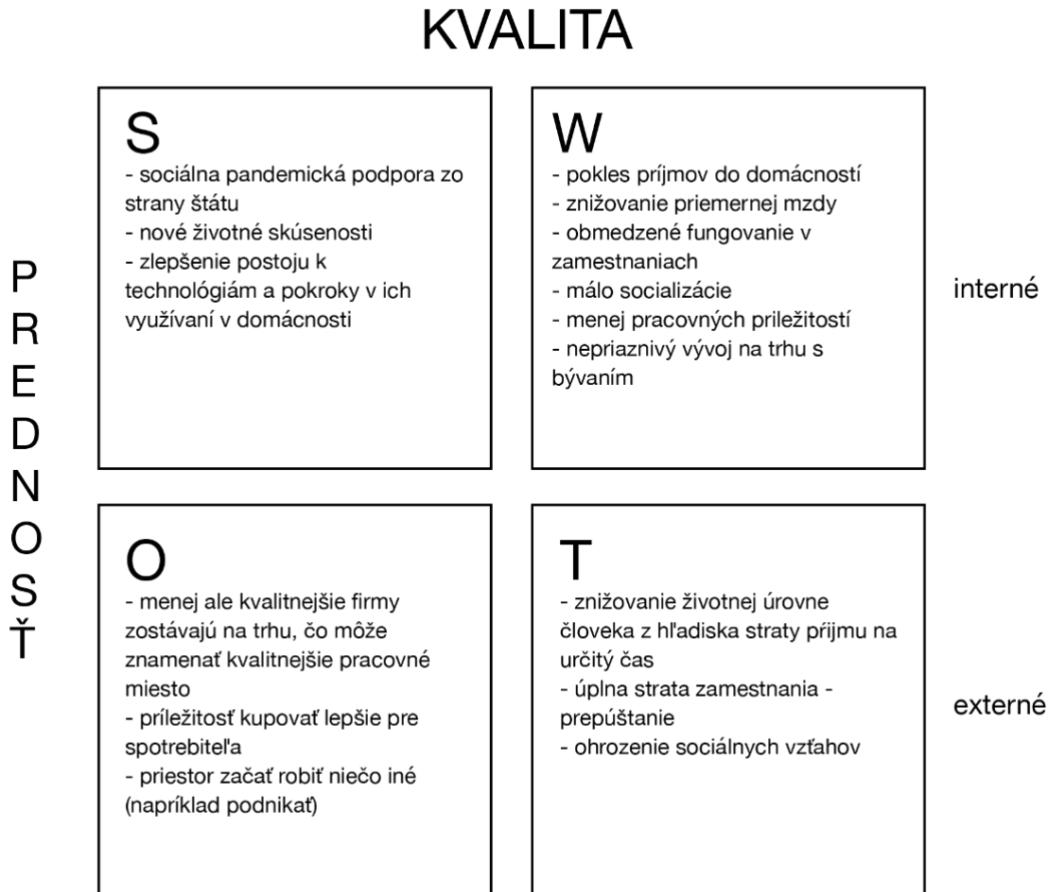 KVALITA
PREDNOSŤ
S
- sociálna pandemická podpora zo
strany štátu
- nové životné skúsenosti
- zlepšenie postoju k
technológiám a pokroky v ich
využívaní v domácnosti
W
- pokles príjmov do domácností
- znižovanie priemernej mzdy
- obmedzené fungovanie v
zamestnaniach
- málo socializácie
- menej pracovných priležitostí
- nepriaznivý vývoj na trhu s
bývaním
interné
O
- menej ale kvalitnejšie firmy
zostávajú na trhu, čo môže
znamenať kvalitnejšie pracovné
miesto
- príležitosť kupovať lepšie pre
spotrebiteľa
- priestor začať robiť niečo iné
(napríklad podnikať)
T
- znižovanie životnej úrovne
človeka z hľadiska straty príjmu na
určitý čas
- úplna strata zamestnania -
prepúštanie
- ohrozenie sociálnych vzťahov
externé